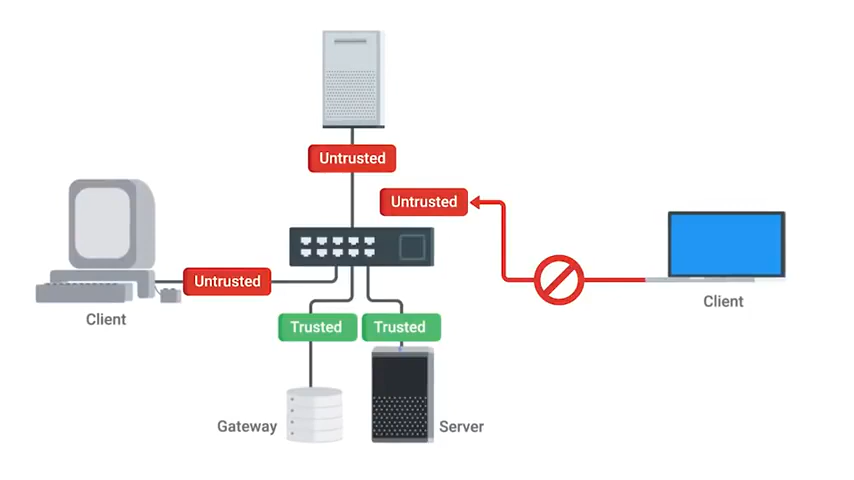 Untrusted
Untrusted
Untrusted
Client
Client
Trusted
Trusted
Gateway
Server